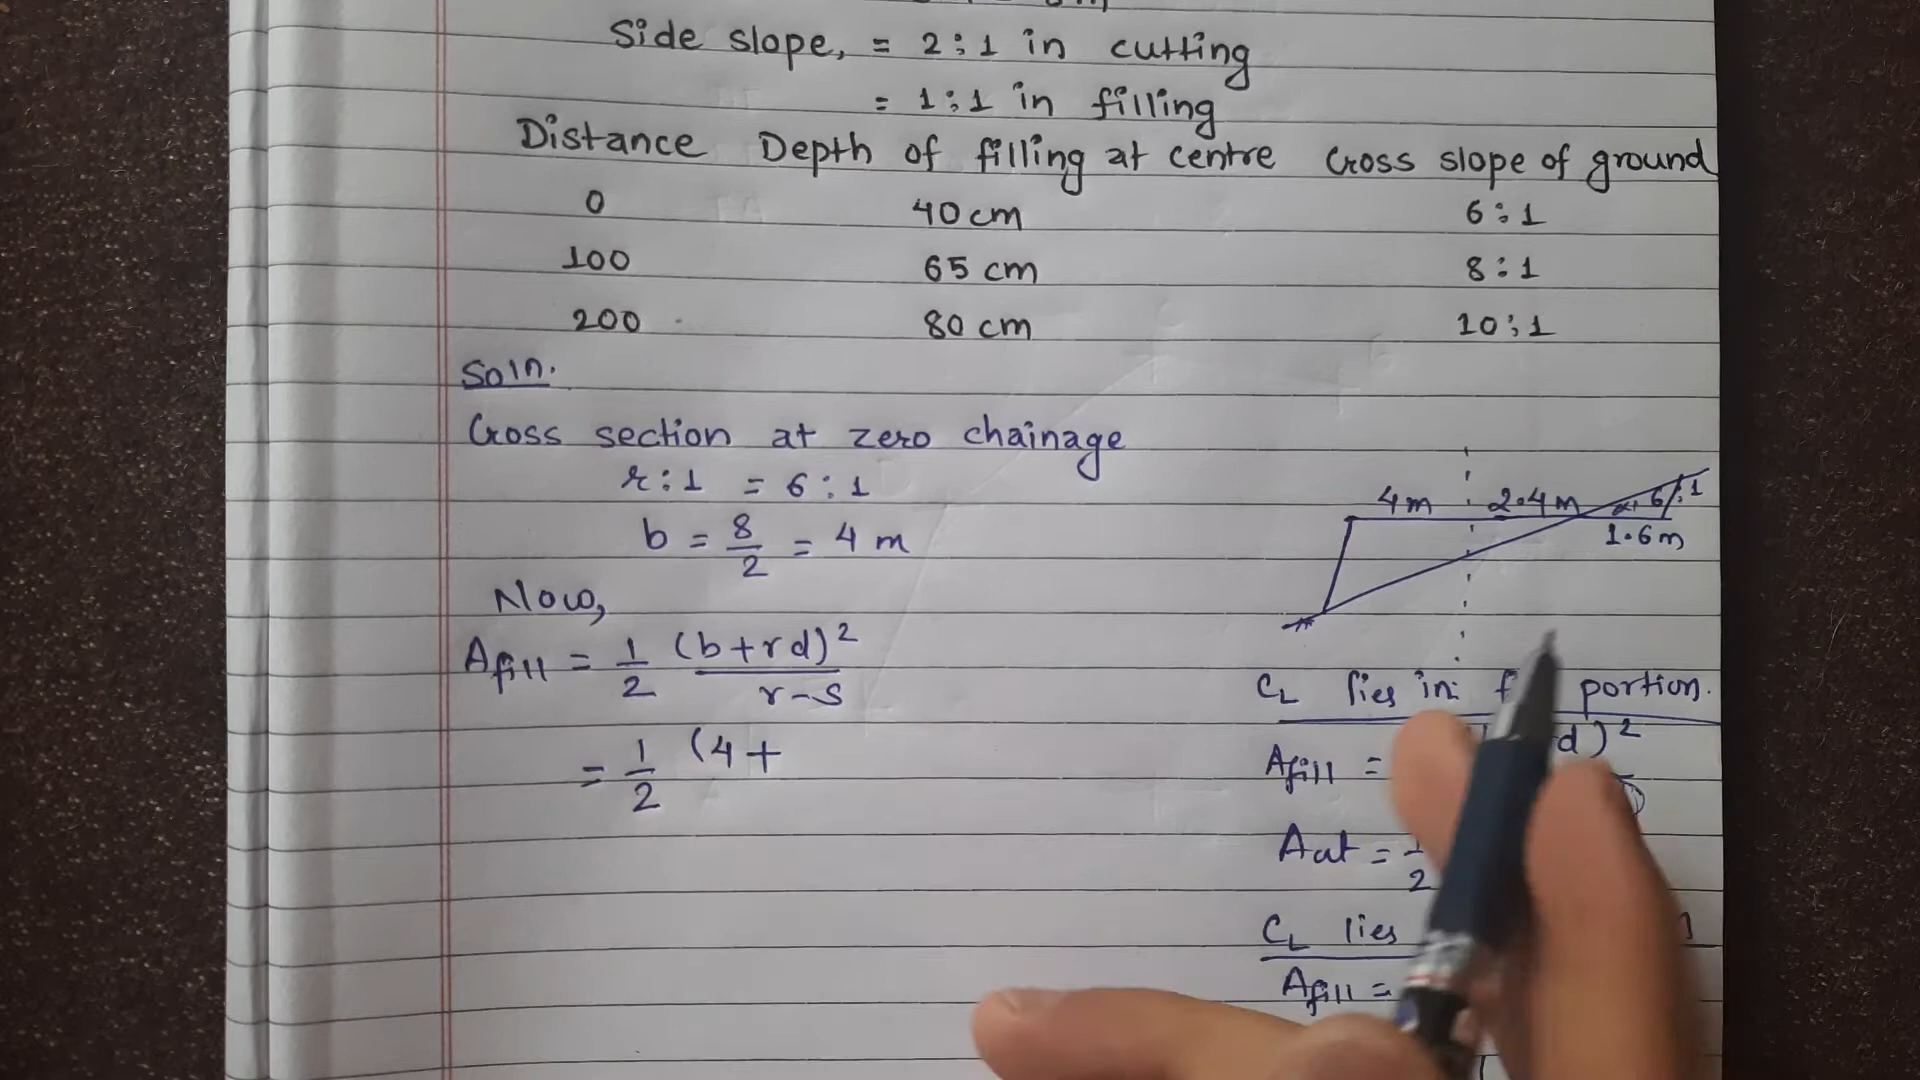 Side slope, = 2:1 in cutting
= 1:1 in filling
Distance Depth of filling at centre Cross slope of ground
0 40 cm 6:1
100 65 cm 8:1
200 80 cm 10:1
Soln.
Cross section at zero chainage
r:1 = 6:1
b = 8/2 = 4 m
Now,
Afill = 1/2 (b+rd)²/r-s
= 1/2 (4+
4m 2.4m 6:1
1.6m
CL lies in portion.
Afill = d)²
Acut = 1/2
CL lies
Afill =